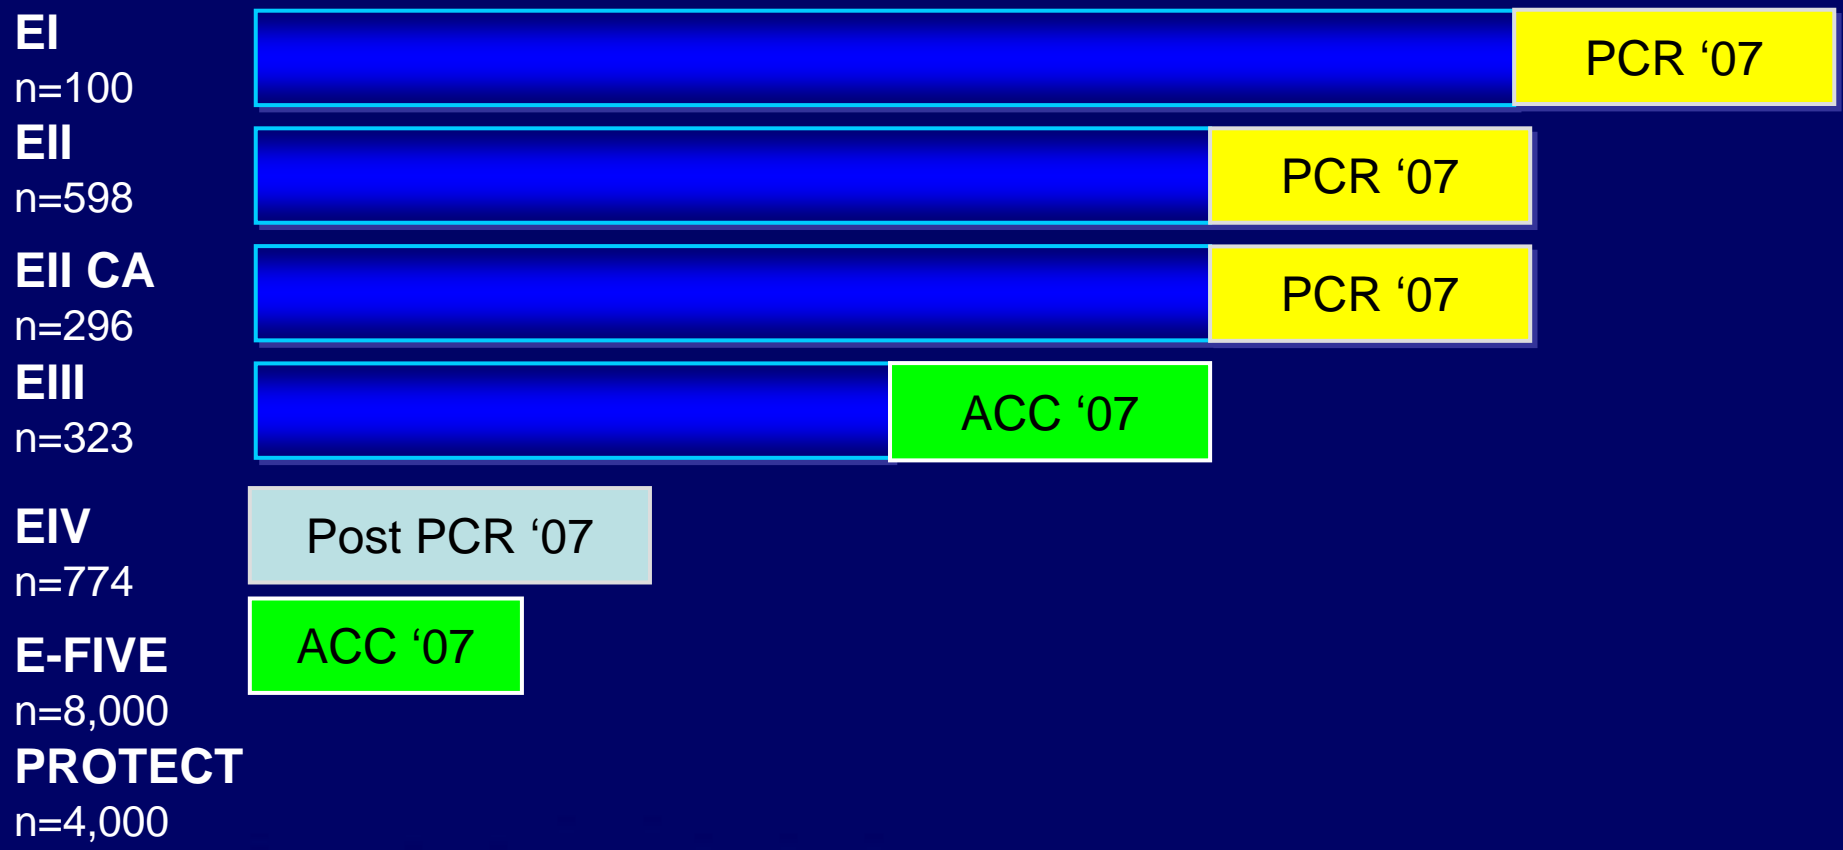 EI
n=100
PCR ‘07
EII
n=598
PCR ‘07
EII CA
n=296
PCR ‘07
EIII
n=323
ACC ‘07
EIV
n=774
Post PCR ‘07
E-FIVE
n=8,000
ACC ‘07
PROTECT
n=4,000